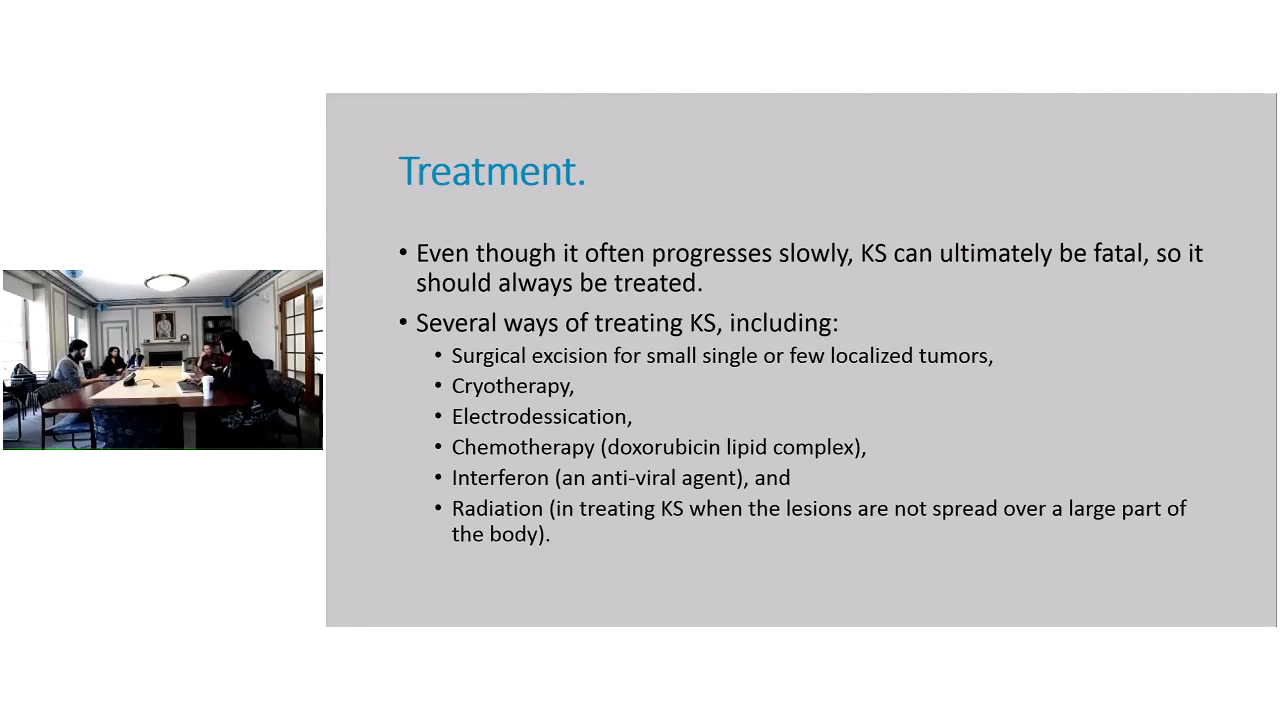 Treatment.
• Even though it often progresses slowly, KS can ultimately be fatal, so it
should always be treated.
• Several ways of treating KS, including:
• Surgical excision for small single or few localized tumors,
• Cryotherapy,
• Electrodessication,
• Chemotherapy (doxorubicin lipid complex),
• Interferon (an anti-viral agent), and
• Radiation (in treating KS when the lesions are not spread over a large part of
the body).